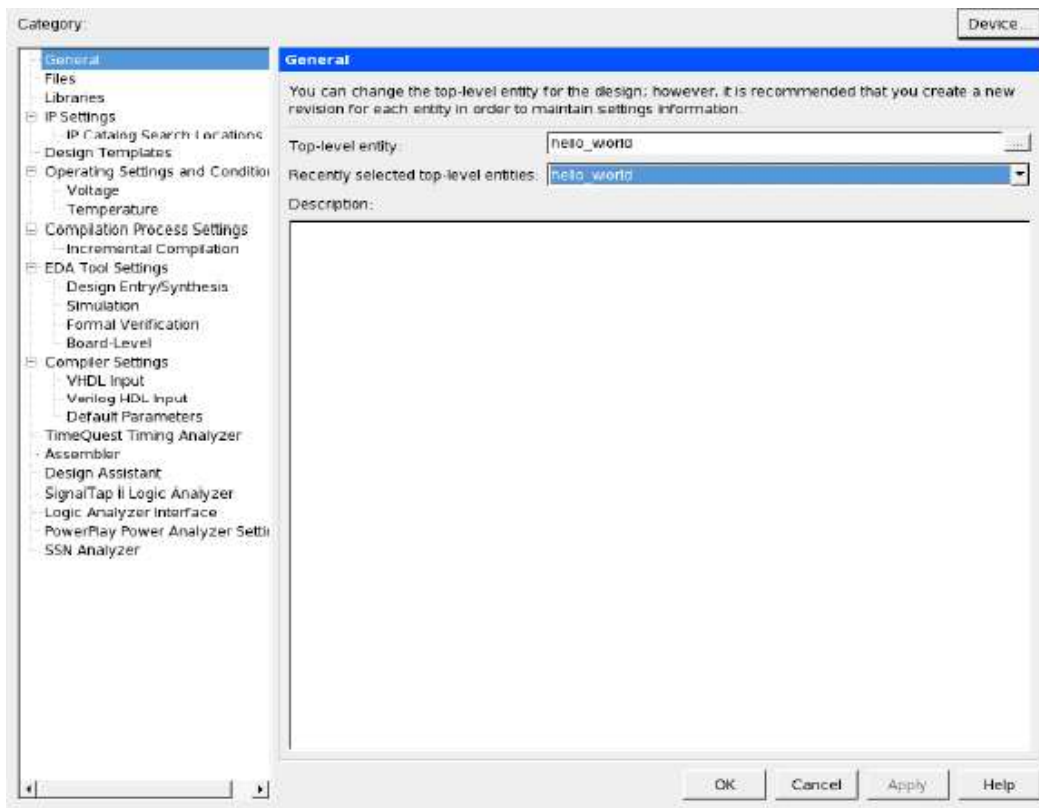 Category:
Device...
General
Files
Libraries
IP Settings
IP Catalog Search Locations
Design Templates
Operating Settings and Condition
Voltage
Temperature
Compilation Process Settings
Incremental Compilation
EDA Tool Settings
Design Entry/Synthesis
Simulation
Formal Verification
Board-Level
Compiler Settings
VHDL Input
Verilog HDL Input
Default Parameters
TimeQuest Timing Analyzer
Assembler
Design Assistant
SignalTap II Logic Analyzer
Logic Analyzer Interface
PowerPlay Power Analyzer Settin
SSN Analyzer
General
You can change the top-level entity for the design; however, it is recommended that you create a new
revision for each entity in order to maintain settings information.
Top-level entity: hello_world ...
Recently selected top-level entities: hello_world
Description:
OK Cancel Apply Help